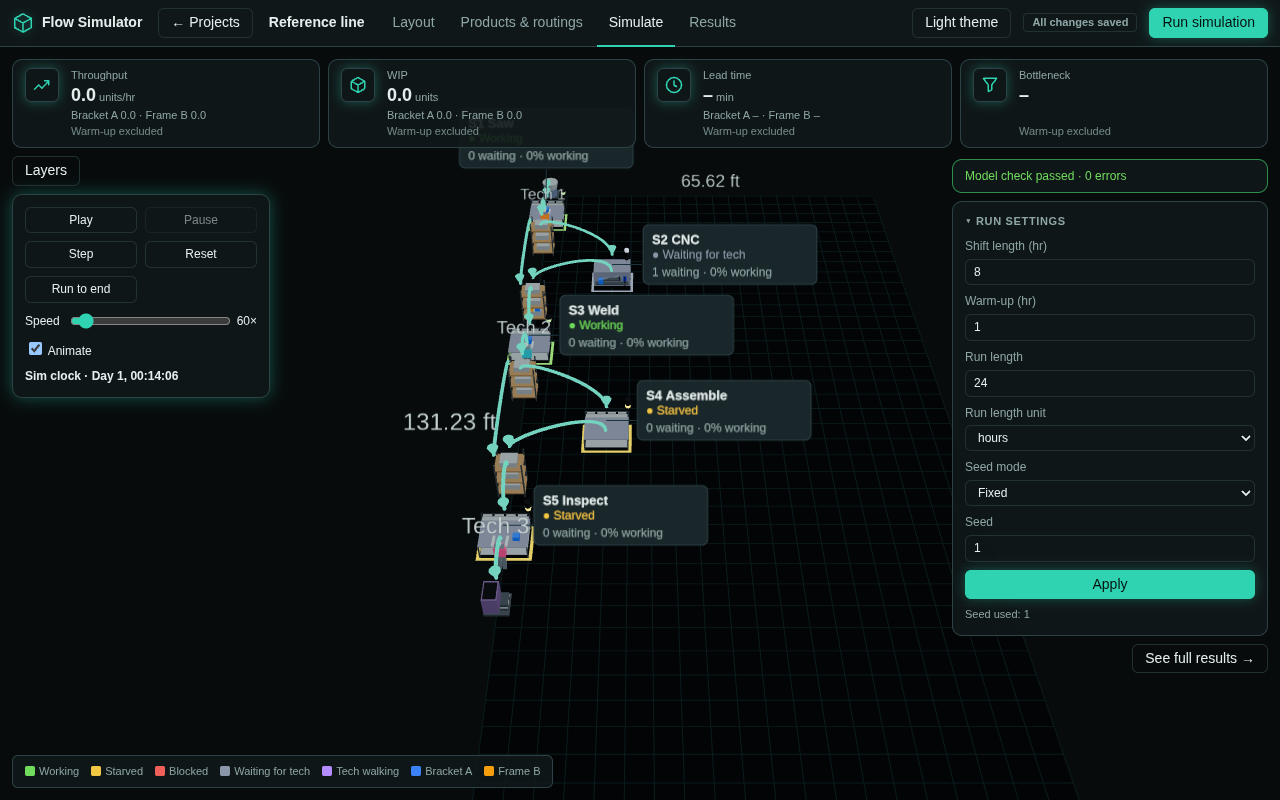 Flow Simulator
← Projects
Reference line
Layout
Products & routings
Simulate
Results
Light theme
All changes saved
Run simulation
Throughput
0.0 units/hr
Bracket A 0.0 · Frame B 0.0
Warm-up excluded
WIP
0.0 units
Bracket A 0.0 · Frame B 0.0
Warm-up excluded
Lead time
– min
Bracket A – · Frame B –
Warm-up excluded
Bottleneck
–
Warm-up excluded
S1 Saw
● Working
0 waiting · 0% working
Layers
Play
Pause
Step
Reset
Run to end
Speed
60×
Animate
Sim clock · Day 1, 00:14:06
65.62 ft
131.23 ft
Tech 1
S2 CNC
● Waiting for tech
1 waiting · 0% working
S3 Weld
● Working
0 waiting · 0% working
Tech 2
S4 Assemble
● Starved
0 waiting · 0% working
S5 Inspect
● Starved
0 waiting · 0% working
Tech 3
Model check passed · 0 errors
▾ RUN SETTINGS
Shift length (hr)
8
Warm-up (hr)
1
Run length
24
Run length unit
hours
Seed mode
Fixed
Seed
1
Apply
Seed used: 1
See full results →
Working
Starved
Blocked
Waiting for tech
Tech walking
Bracket A
Frame B